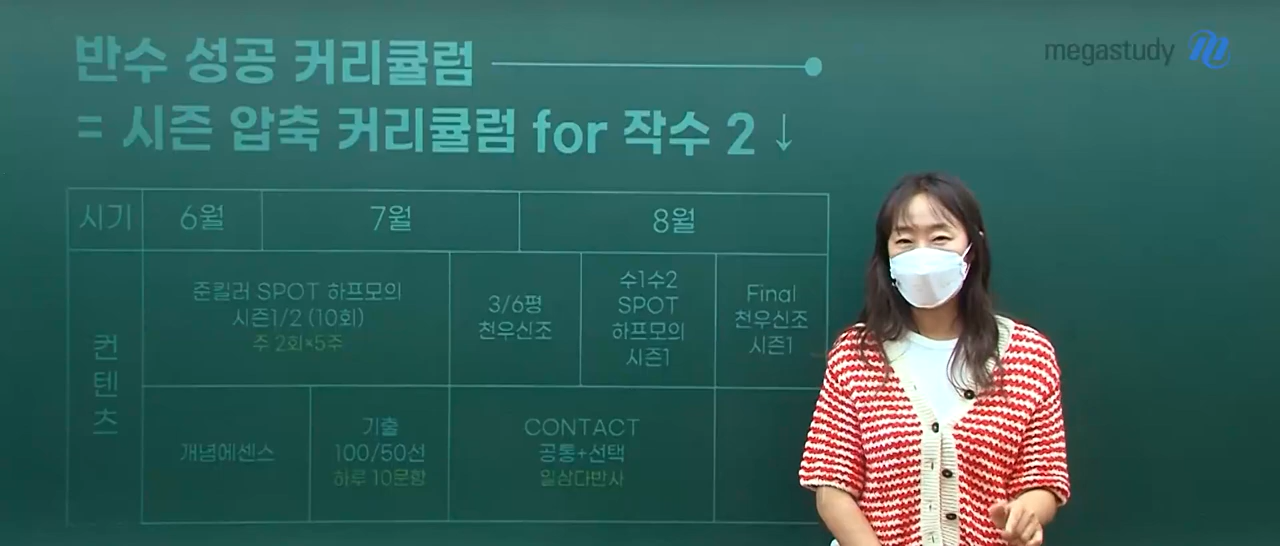 반수 성공 커리큘럼
megastudy
= 시즌 압축 커리큘럼 for 작수 2 ↓
시기
6월
7월
8월
컨텐츠
준킬러 SPOT 하프모의
시즌1/2 (10회)
주 2회×5주
3/6평
천우신조
수1수2
SPOT
하프모의
시즌1
Final
천우신조
시즌1
개념에센스
기출
100/50선
하루 10문항
CONTACT
공통+선택
일삼다반사